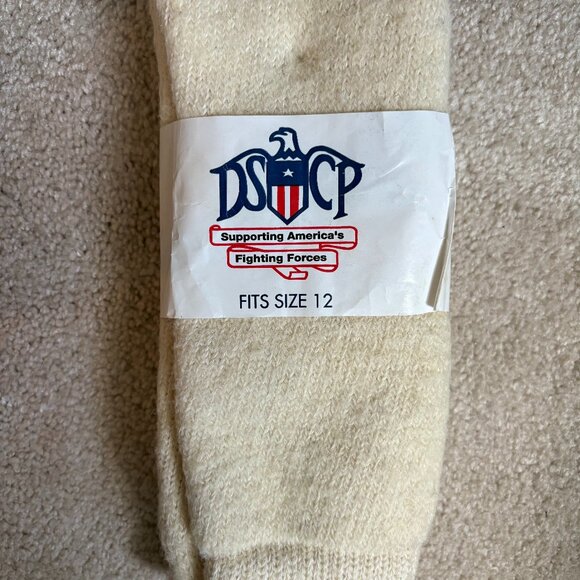 DSCP
Supporting America's
Fighting Forces
FITS SIZE 12